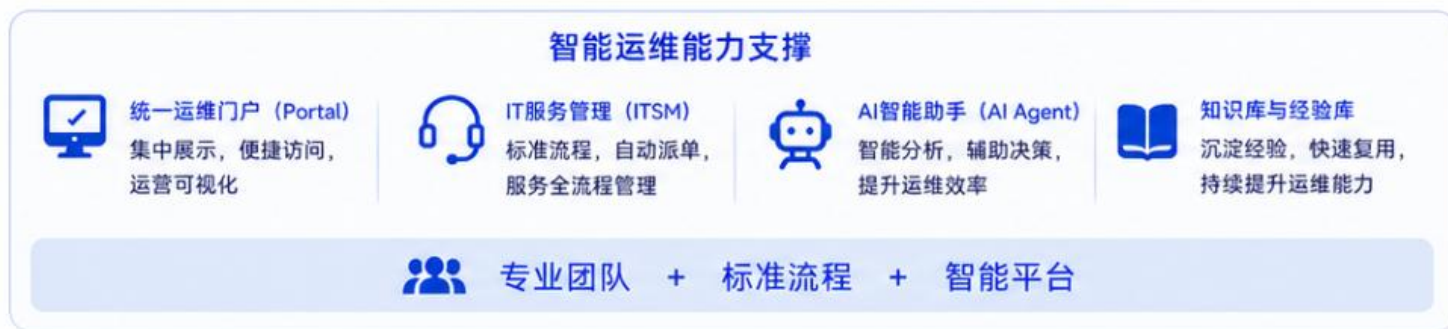 智能运维能力支撑
统一运维门户（Portal）
集中展示，便捷访问，
运营可视化
IT服务管理（ITSM）
标准流程，自动派单，
服务全流程管理
AI智能助手（AI Agent）
智能分析，辅助决策，
提升运维效率
知识库与经验库
沉淀经验，快速复用，
持续提升运维能力
专业团队 + 标准流程 + 智能平台